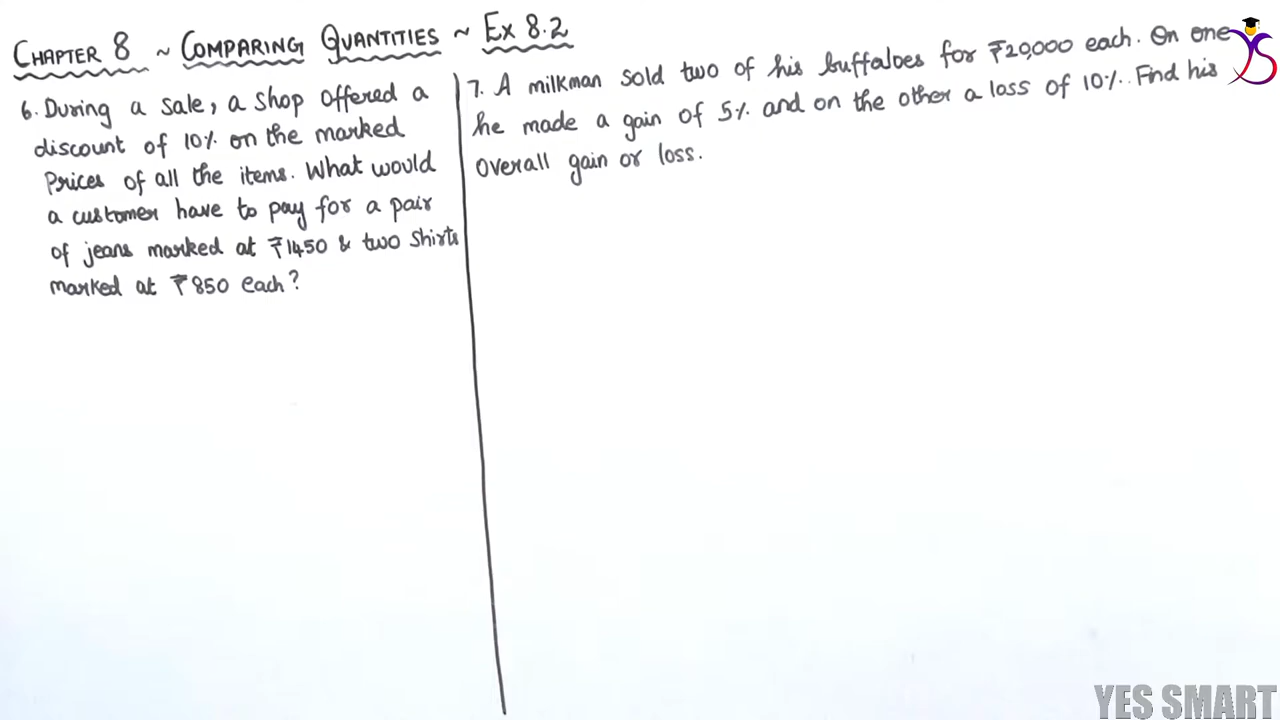 CHAPTER 8 ~ COMPARING QUANTITIES ~ Ex 8.2
6. During a sale, a shop offered a
discount of 10% on the marked
Prices of all the items. What would
a customer have to pay for a pair
of jeans marked at ₹1450 & two shirts
marked at ₹850 each?
7. A milkman sold two of his buffaloes for ₹20,000 each. On one
he made a gain of 5% and on the other a loss of 10%. Find his
Overall gain or loss.
YS
YES SMART